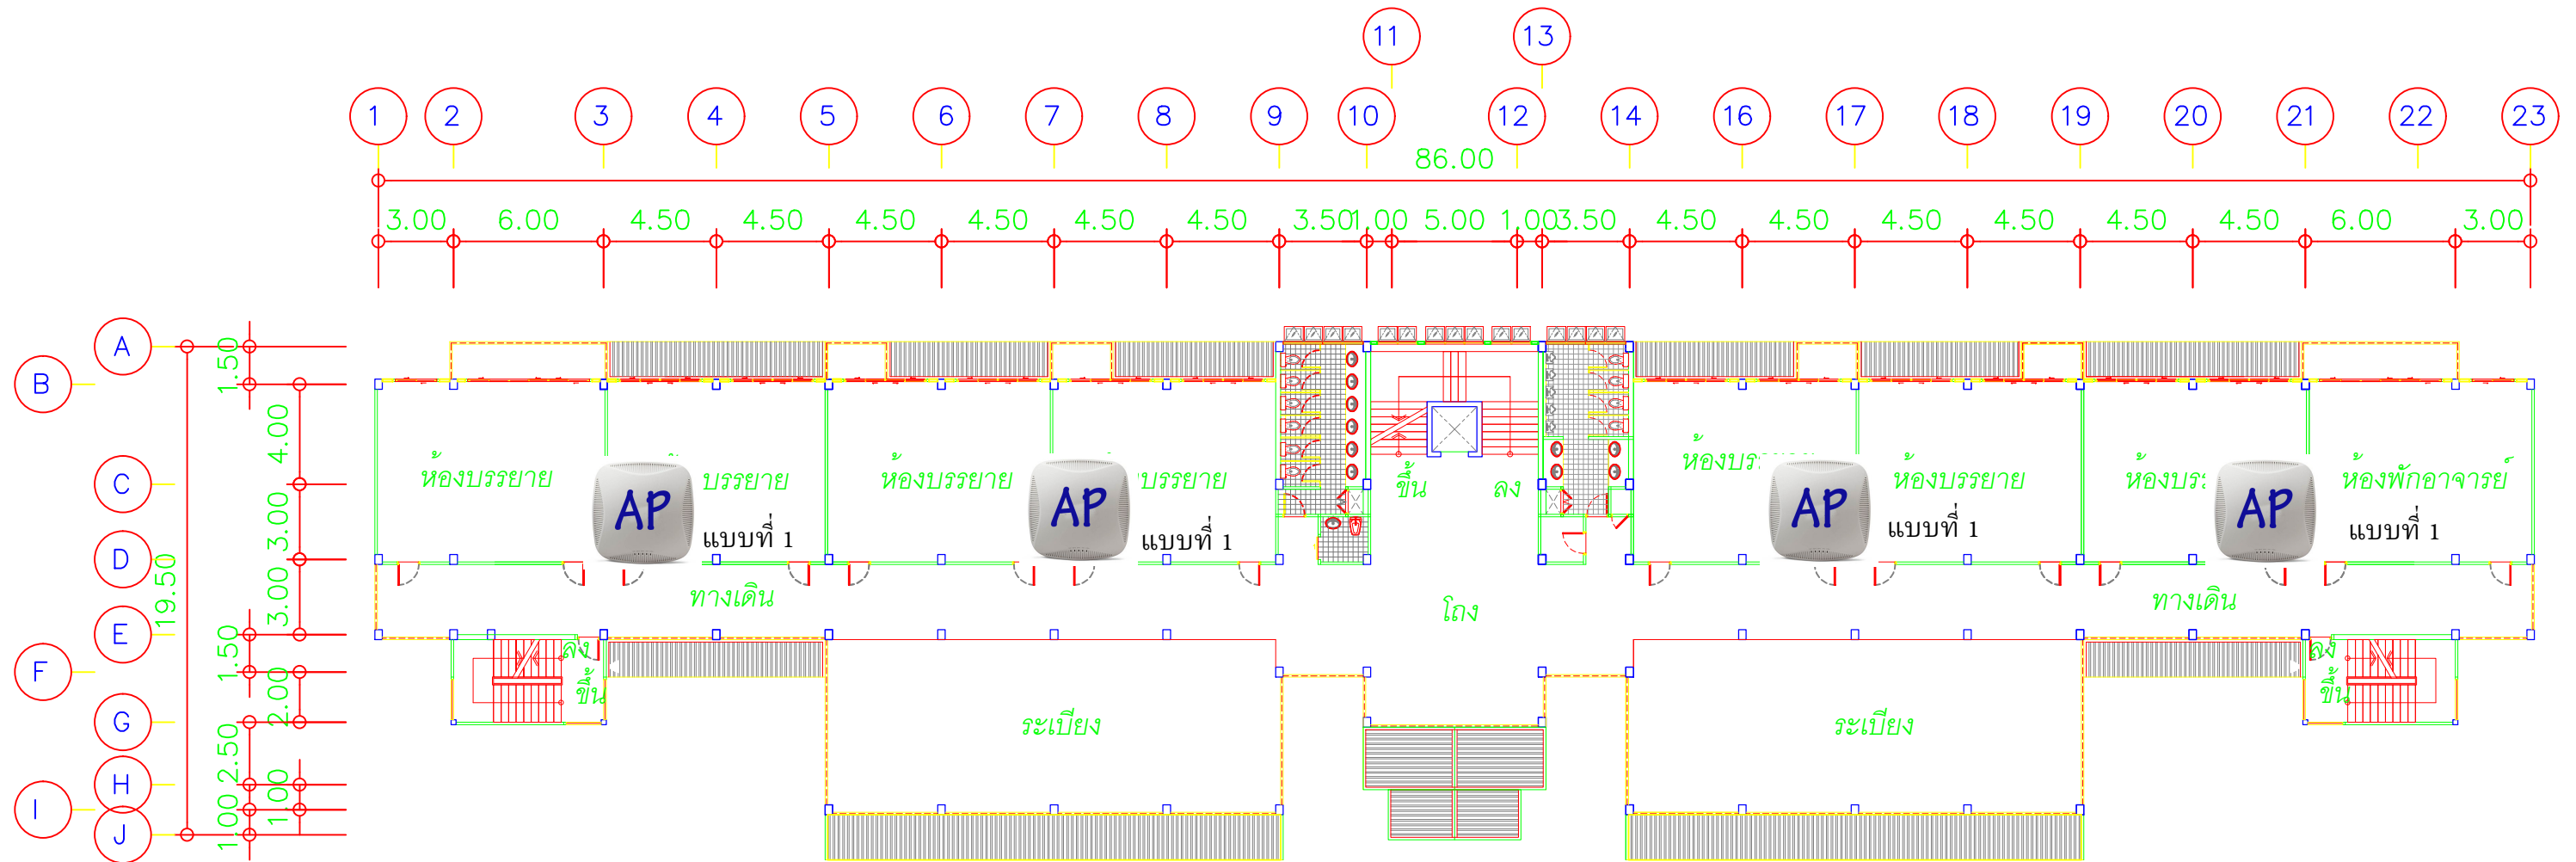 11 13
1 2 3 4 5 6 7 8 9 10 12 14 16 17 18 19 20 21 22 23
86.00
3.00 6.00 4.50 4.50 4.50 4.50 4.50 4.50 3.50 1.00 5.00 1.00 3.50 4.50 4.50 4.50 4.50 4.50 4.50 6.00 3.00
A
B
C
D
E
F
G
H
I
J
19.50
1.50
1.50
2.50
1.00
4.00
3.00
3.00
2.00
1.00
ห้องบรรยาย บรรยาย ห้องบรรยาย บรรยาย ห้องบร ห้องบรรยาย ห้องบร ห้องพักอาจารย์
AP AP AP AP
แบบที่ 1 แบบที่ 1 แบบที่ 1 แบบที่ 1
ขึ้น ลง
ทางเดิน โถง ทางเดิน
ลง ลง
ขึ้น ขึ้น
ระเบียง ระเบียง